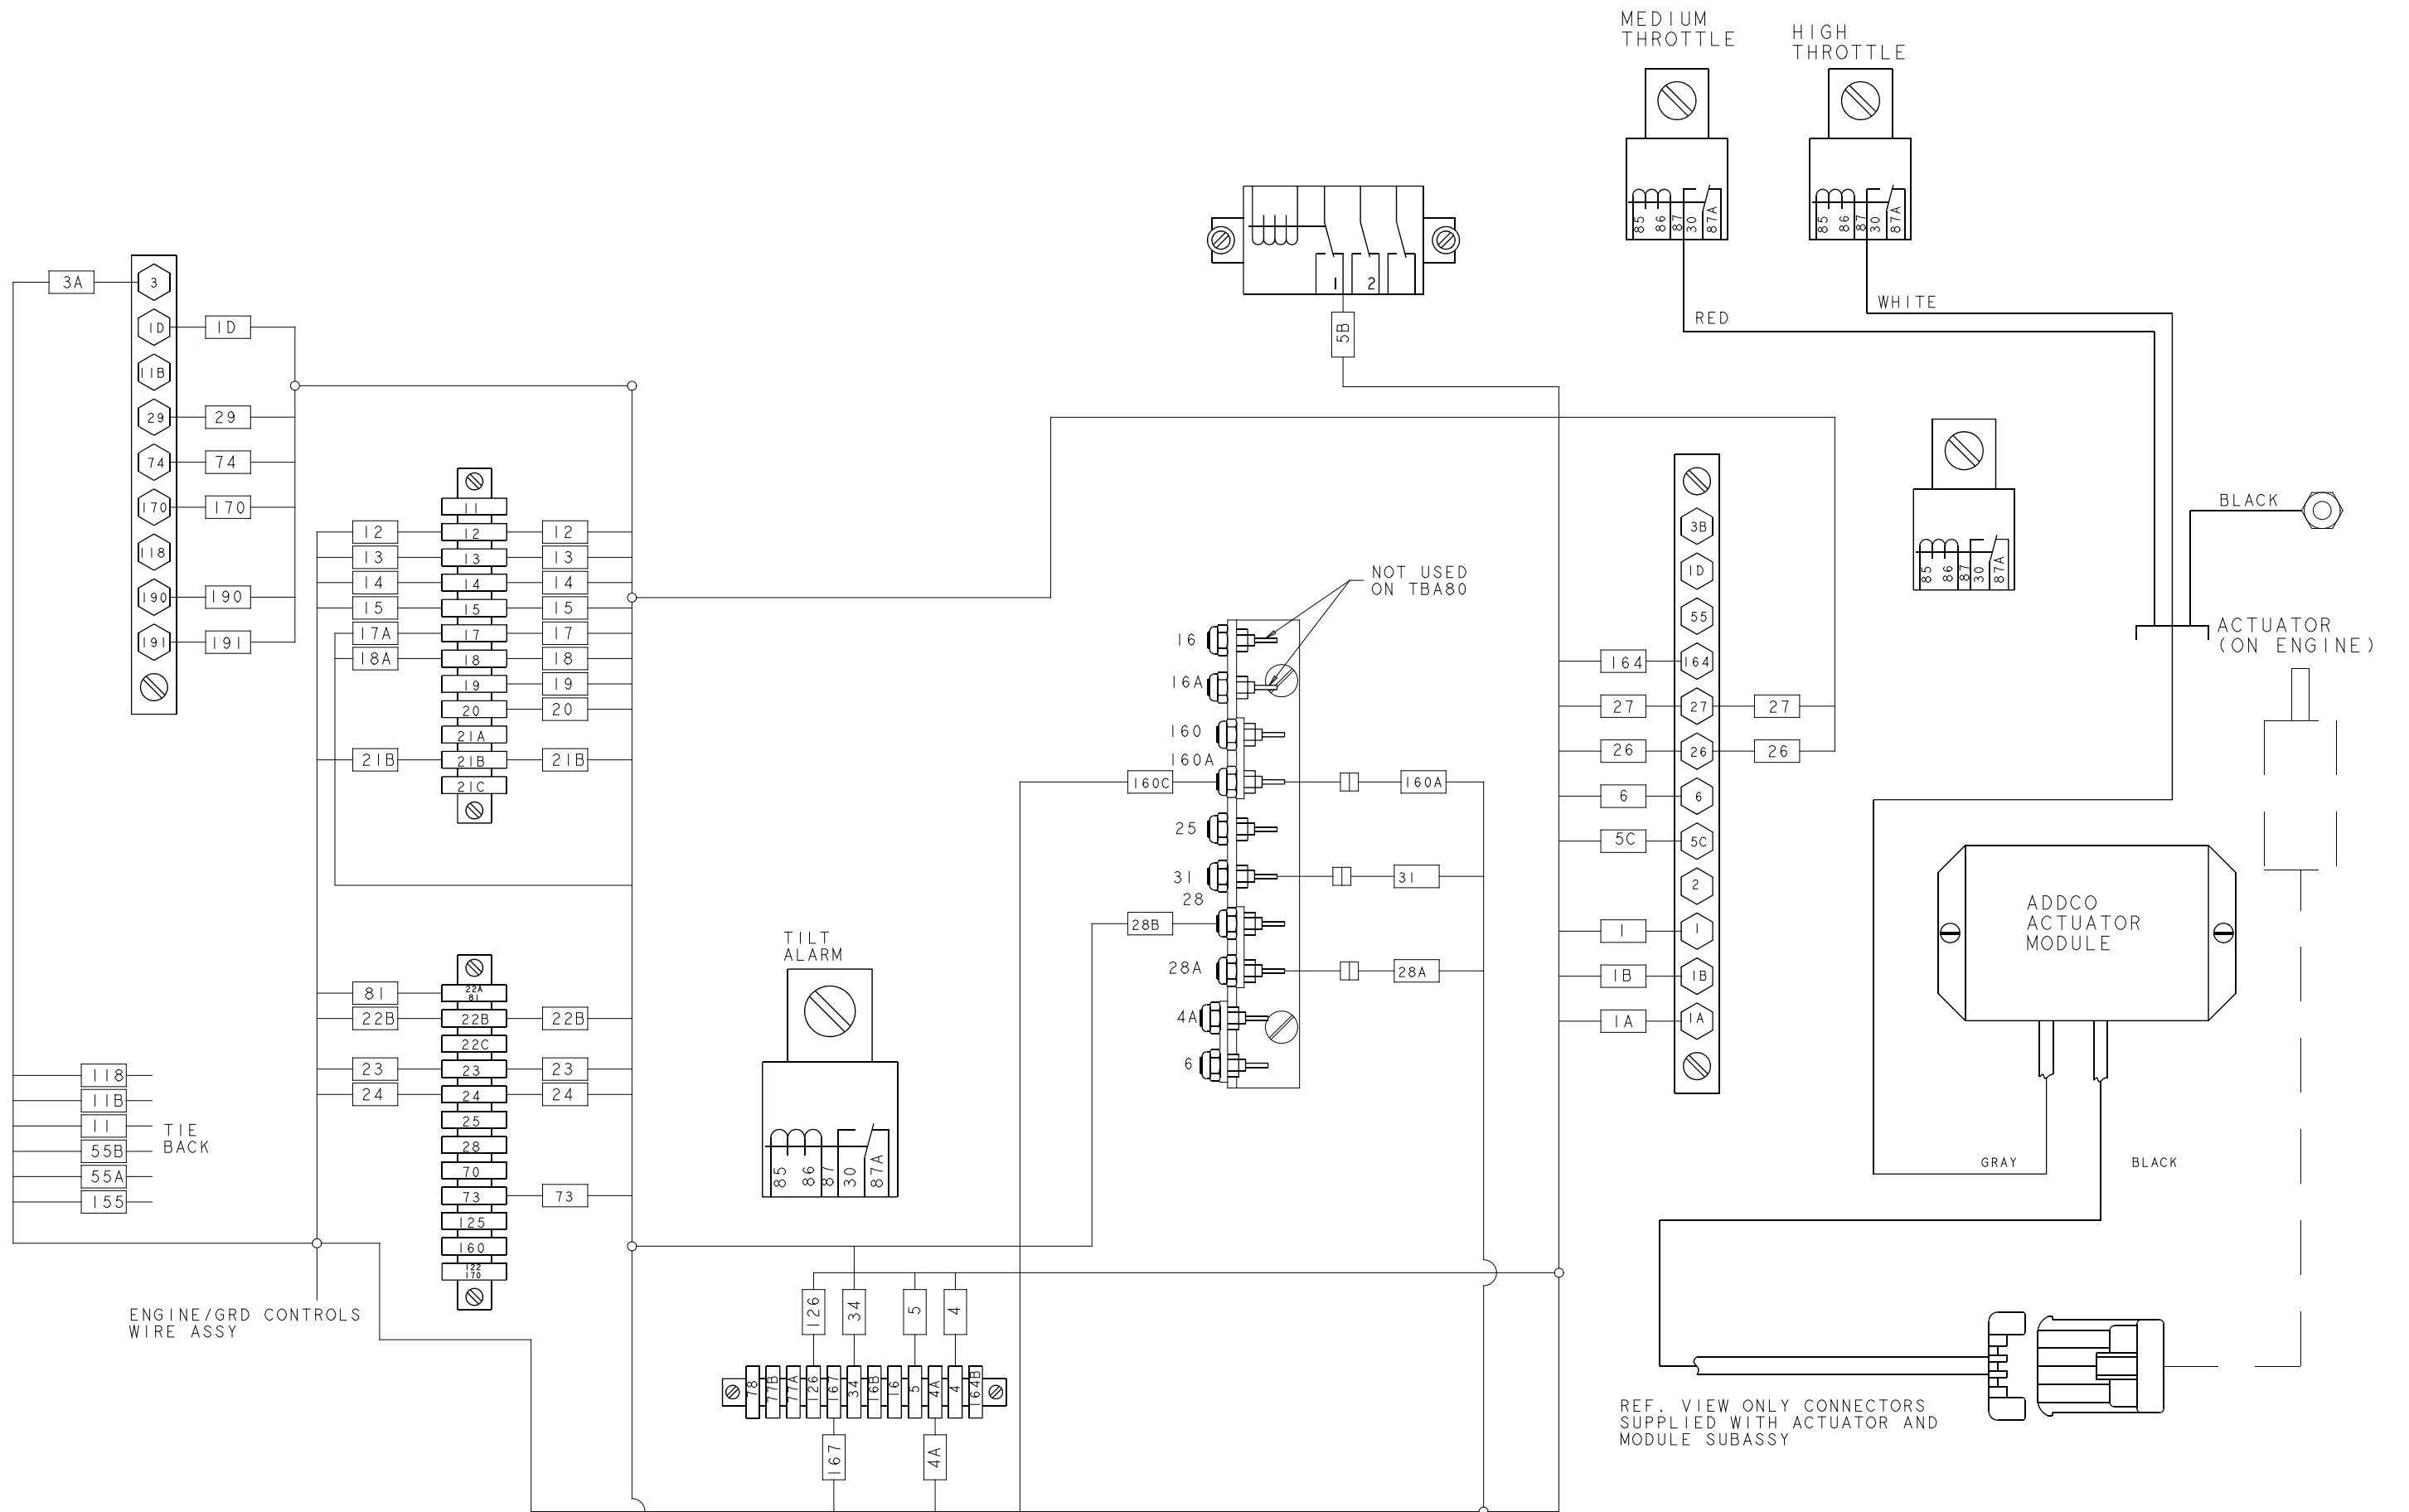 MEDIUM
THROTTLE
HIGH
THROTTLE
85 86 87 30 87A
85 86 87 30 87A
1 2
5B
RED
WHITE
3A 3
1D 1D
11B
29 29
74 74
170 170
118
190 190
191 191
11
12 12 12
13 13 13
14 14 14
15 15 15
17A 17 17
18A 18 18
19 19
20 20
21A
21B 21B 21B
21C
NOT USED
ON TBA80
16
16A
160
160A
160C 160A
25
31 31
28
28B
28A 28A
4A
6
3B
1D
55
164 164
27 27 27
26 26 26
6 6
5C 5C
2
1 1
1B 1B
1A 1A
85 86 87 30 87A
BLACK
ACTUATOR
(ON ENGINE)
ADDCO
ACTUATOR
MODULE
GRAY
BLACK
TILT
ALARM
85 86 87 30 87A
81 22A
81
22B 22B 22B
22C
23 23 23
24 24 24
25
28
70
73 73
125
160
122
170
118
11B
11
55B
55A
155
TIE
BACK
ENGINE/GRD CONTROLS
WIRE ASSY
126 34 5 4
78 77B 77A 126 167 34 16B 16 5 4A 4 164B
167 4A
REF. VIEW ONLY CONNECTORS
SUPPLIED WITH ACTUATOR AND
MODULE SUBASSY